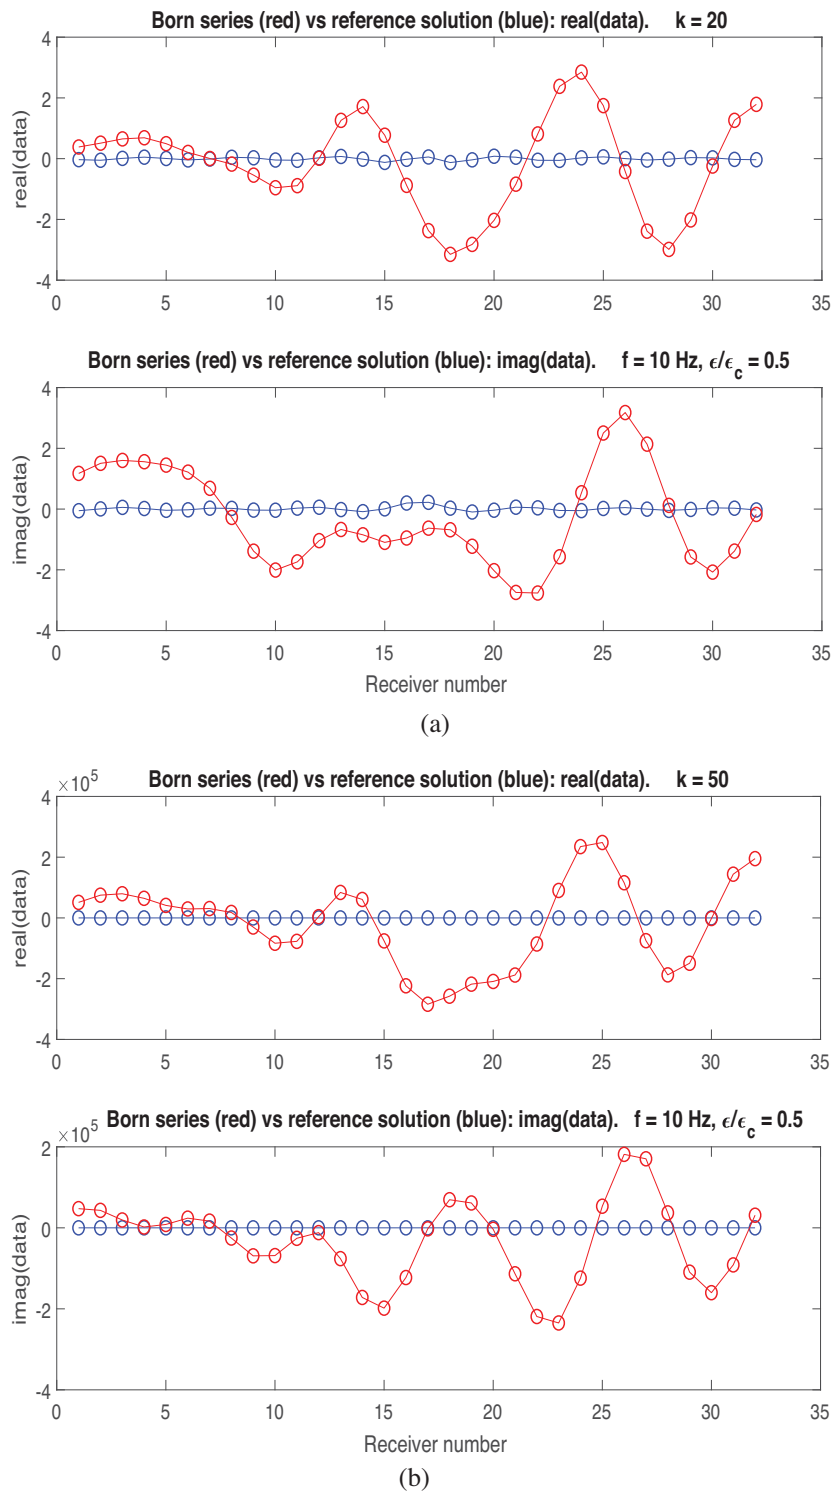 Born series (red) vs reference solution (blue): real(data). k = 20
4
2
0
-2
-4
real(data)
0 5 10 15 20 25 30 35
Born series (red) vs reference solution (blue): imag(data). f = 10 Hz, ϵ/ϵ_c = 0.5
4
2
0
-2
-4
imag(data)
0 5 10 15 20 25 30 35
Receiver number
(a)
×10^5
Born series (red) vs reference solution (blue): real(data). k = 50
4
2
0
-2
-4
real(data)
0 5 10 15 20 25 30 35
×10^5
Born series (red) vs reference solution (blue): imag(data). f = 10 Hz, ϵ/ϵ_c = 0.5
2
0
-2
-4
imag(data)
0 5 10 15 20 25 30 35
Receiver number
(b)